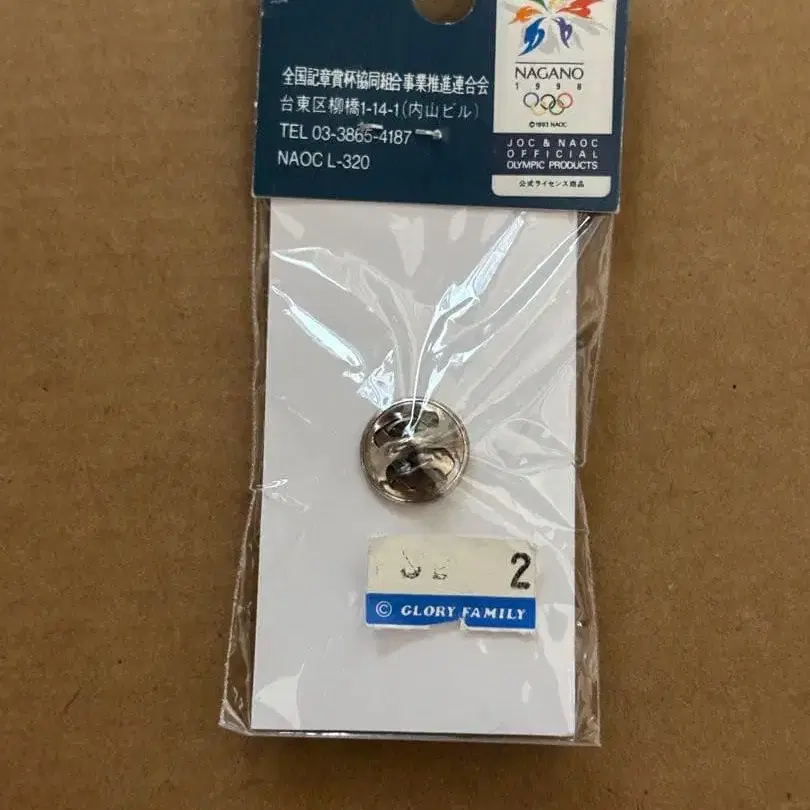 全国記章賞杯協同組合事業推進連合会
台東区柳橋1-14-1(内山ビル)
TEL 03-3865-4187
NAOC L-320
NAGANO
1998
©1993 NAOC
JOC & NAOC
OFFICIAL
OLYMPIC PRODUCTS
公式ライセンス商品
2
© GLORY FAMILY